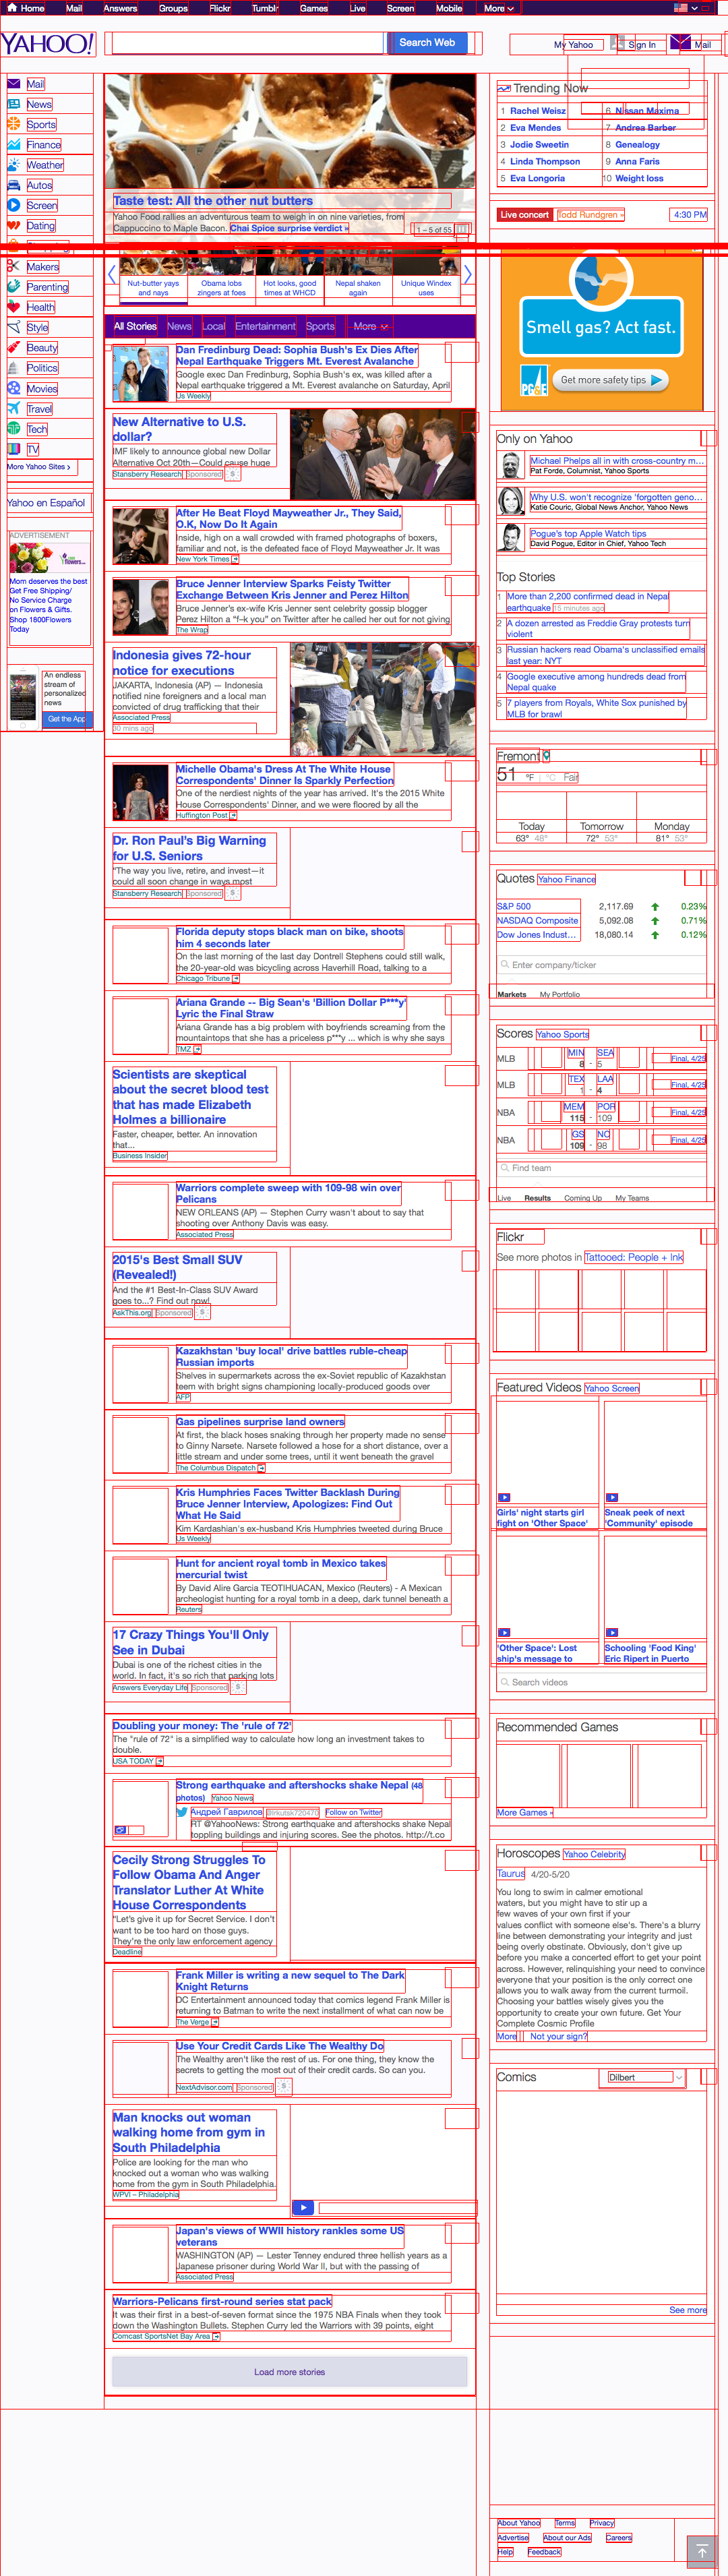 Home Mail Answers Groups Flickr Tumblr Games Live Screen Mobile More
YAHOO!
Search Web
My Yahoo Sign In Mail
Mail
News
Sports
Finance
Weather
Autos
Screen
Dating
Makers
Parenting
Health
Style
Beauty
Politics
Movies
Travel
Tech
TV
More Yahoo Sites ›
Yahoo en Español
ADVERTISEMENT
Mom deserves the best
Get Free Shipping/
No Service Charge
on Flowers & Gifts.
Shop 1800Flowers
Today
An endless
stream of
personalized
news
Get the App
Taste test: All the other nut butters
Yahoo Food rallies an adventurous team to weigh in on nine varieties, from
Cappuccino to Maple Bacon. Chai Spice surprise verdict »
1 – 5 of 55
Nut-butter yays
and nays
Obama lobs
zingers at foes
Hot looks, good
times at WHCD
Nepal shaken
again
Unique Windex
uses
All Stories News Local Entertainment Sports More
Dan Fredinburg Dead: Sophia Bush's Ex Dies After
Nepal Earthquake Triggers Mt. Everest Avalanche
Google exec Dan Fredinburg, Sophia Bush's ex, was killed after a
Nepal earthquake triggered a Mt. Everest avalanche on Saturday, April
Us Weekly
New Alternative to U.S.
dollar?
IMF likely to announce global new Dollar
Alternative Oct 20th—Could cause huge
Stansberry Research Sponsored $
After He Beat Floyd Mayweather Jr., They Said,
O.K, Now Do It Again
Inside, high on a wall crowded with framed photographs of boxers,
familiar and not, is the defeated face of Floyd Mayweather Jr. It was
New York Times
Bruce Jenner Interview Sparks Feisty Twitter
Exchange Between Kris Jenner and Perez Hilton
Bruce Jenner's ex-wife Kris Jenner sent celebrity gossip blogger
Perez Hilton a "f–k you" on Twitter after he called her out for not giving
The Wrap
Indonesia gives 72-hour
notice for executions
JAKARTA, Indonesia (AP) — Indonesia
notified nine foreigners and a local man
convicted of drug trafficking that their
Associated Press
30 mins ago
Michelle Obama's Dress At The White House
Correspondents' Dinner Is Sparkly Perfection
One of the nerdiest nights of the year has arrived. It's the 2015 White
House Correspondents' Dinner, and we were floored by all the
Huffington Post
Dr. Ron Paul's Big Warning
for U.S. Seniors
"The way you live, retire, and invest—it
could all soon change in ways most
Stansberry Research Sponsored $
Florida deputy stops black man on bike, shoots
him 4 seconds later
On the last morning of the last day Dontrell Stephens could still walk,
the 20-year-old was bicycling across Haverhill Road, talking to a
Chicago Tribune
Ariana Grande -- Big Sean's 'Billion Dollar P***y'
Lyric the Final Straw
Ariana Grande has a big problem with boyfriends screaming from the
mountaintops that she has a priceless p***y ... which is why she says
TMZ
Scientists are skeptical
about the secret blood test
that has made Elizabeth
Holmes a billionaire
Faster, cheaper, better. An innovation
that...
Business Insider
Warriors complete sweep with 109-98 win over
Pelicans
NEW ORLEANS (AP) — Stephen Curry wasn't about to say that
shooting over Anthony Davis was easy.
Associated Press
2015's Best Small SUV
(Revealed!)
And the #1 Best-In-Class SUV Award
goes to...? Find out now!
AskThis.org Sponsored $
Kazakhstan 'buy local' drive battles ruble-cheap
Russian imports
Shelves in supermarkets across the ex-Soviet republic of Kazakhstan
teem with bright signs championing locally-produced goods over
AFP
Gas pipelines surprise land owners
At first, the black hoses snaking through her property made no sense
to Ginny Narsete. Narsete followed a hose for a short distance, over a
little stream and under some trees, until it went beneath the gravel
The Columbus Dispatch
Kris Humphries Faces Twitter Backlash During
Bruce Jenner Interview, Apologizes: Find Out
What He Said
Kim Kardashian's ex-husband Kris Humphries tweeted during Bruce
Us Weekly
Hunt for ancient royal tomb in Mexico takes
mercurial twist
By David Alire Garcia TEOTIHUACAN, Mexico (Reuters) - A Mexican
archeologist hunting for a royal tomb in a deep, dark tunnel beneath a
Reuters
17 Crazy Things You'll Only
See in Dubai
Dubai is one of the richest cities in the
world. In fact, it's so rich that parking lots
Answers Everyday Life Sponsored $
Doubling your money: The 'rule of 72'
The "rule of 72" is a simplified way to calculate how long an investment takes to
double.
USA TODAY
Strong earthquake and aftershocks shake Nepal (48
photos) Yahoo News
Андрей Гаврилов @irkutsk720470 Follow on Twitter
RT @YahooNews: Strong earthquake and aftershocks shake Nepal
toppling buildings and injuring scores. See the photos. http://t.co
Cecily Strong Struggles To
Follow Obama And Anger
Translator Luther At White
House Correspondents
"Let's give it up for Secret Service. I don't
want to be too hard on those guys.
They're the only law enforcement agency
Deadline
Frank Miller is writing a new sequel to The Dark
Knight Returns
DC Entertainment announced today that comics legend Frank Miller is
returning to Batman to write the next installment of what can now be
The Verge
Use Your Credit Cards Like The Wealthy Do
The Wealthy aren't like the rest of us. For one thing, they know the
secrets to getting the most out of their credit cards. So can you.
NextAdvisor.com Sponsored $
Man knocks out woman
walking home from gym in
South Philadelphia
Police are looking for the man who
knocked out a woman who was walking
home from the gym in South Philadelphia.
WPVI – Philadelphia
Japan's views of WWII history rankles some US
veterans
WASHINGTON (AP) — Lester Tenney endured three hellish years as a
Japanese prisoner during World War II, but with the passing of
Associated Press
Warriors-Pelicans first-round series stat pack
It was their first in a best-of-seven format since the 1975 NBA Finals when they took
down the Washington Bullets. Stephen Curry led the Warriors with 39 points, eight
Comcast SportsNet Bay Area
Load more stories
Trending Now
1 Rachel Weisz
2 Eva Mendes
3 Jodie Sweetin
4 Linda Thompson
5 Eva Longoria
6 Nissan Maxima
7 Andrea Barber
8 Genealogy
9 Anna Faris
10 Weight loss
Live concert Todd Rundgren » 4:30 PM
Smell gas? Act fast.
PG&E Get more safety tips
Only on Yahoo
Michael Phelps all in with cross-country m…
Pat Forde, Columnist, Yahoo Sports
Why U.S. won't recognize 'forgotten geno…
Katie Couric, Global News Anchor, Yahoo News
Pogue's top Apple Watch tips
David Pogue, Editor in Chief, Yahoo Tech
Top Stories
1 More than 2,200 confirmed dead in Nepal
earthquake 15 minutes ago
2 A dozen arrested as Freddie Gray protests turn
violent
3 Russian hackers read Obama's unclassified emails
last year: NYT
4 Google executive among hundreds dead from
Nepal quake
5 7 players from Royals, White Sox punished by
MLB for brawl
Fremont
51 °F | °C Fair
Today Tomorrow Monday
63° 48° 72° 53° 81° 53°
Quotes Yahoo Finance
S&P 500 2,117.69 0.23%
NASDAQ Composite 5,092.08 0.71%
Dow Jones Indust… 18,080.14 0.12%
Enter company/ticker
Markets My Portfolio
Scores Yahoo Sports
MLB MIN SEA Final, 4/25
8 - 5
MLB TEX LAA Final, 4/25
1 - 4
NBA MEM POR Final, 4/25
115 - 109
NBA GS NO Final, 4/25
109 - 98
Find team
Live Results Coming Up My Teams
Flickr
See more photos in Tattooed: People + Ink
Featured Videos Yahoo Screen
Girls' night starts girl
fight on 'Other Space'
Sneak peek of next
'Community' episode
'Other Space': Lost
ship's message to
Schooling 'Food King'
Eric Ripert in Puerto
Search videos
Recommended Games
More Games »
Horoscopes Yahoo Celebrity
Taurus 4/20-5/20
You long to swim in calmer emotional
waters, but you might have to stir up a
few waves of your own first if your
values conflict with someone else's. There's a blurry
line between demonstrating your integrity and just
being overly obstinate. Obviously, don't give up
before you make a concerted effort to get your point
across. However, relinquishing your need to convince
everyone that your position is the only correct one
allows you to walk away from the current turmoil.
Choosing your battles wisely gives you the
opportunity to create your own future. Get Your
Complete Cosmic Profile
More Not your sign?
Comics Dilbert
See more
About Yahoo Terms Privacy
Advertise About our Ads Careers
Help Feedback